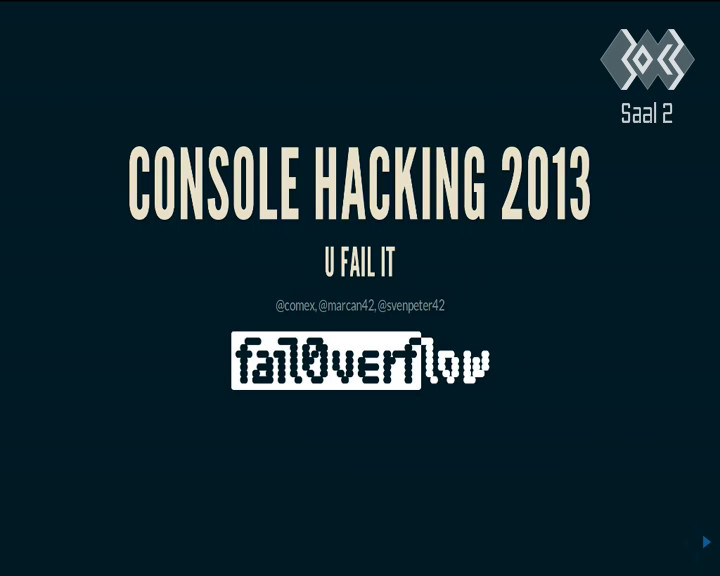 Saal 2
CONSOLE HACKING 2013
U FAIL IT
@comex, @marcan42, @svenpeter42
fail0verflow